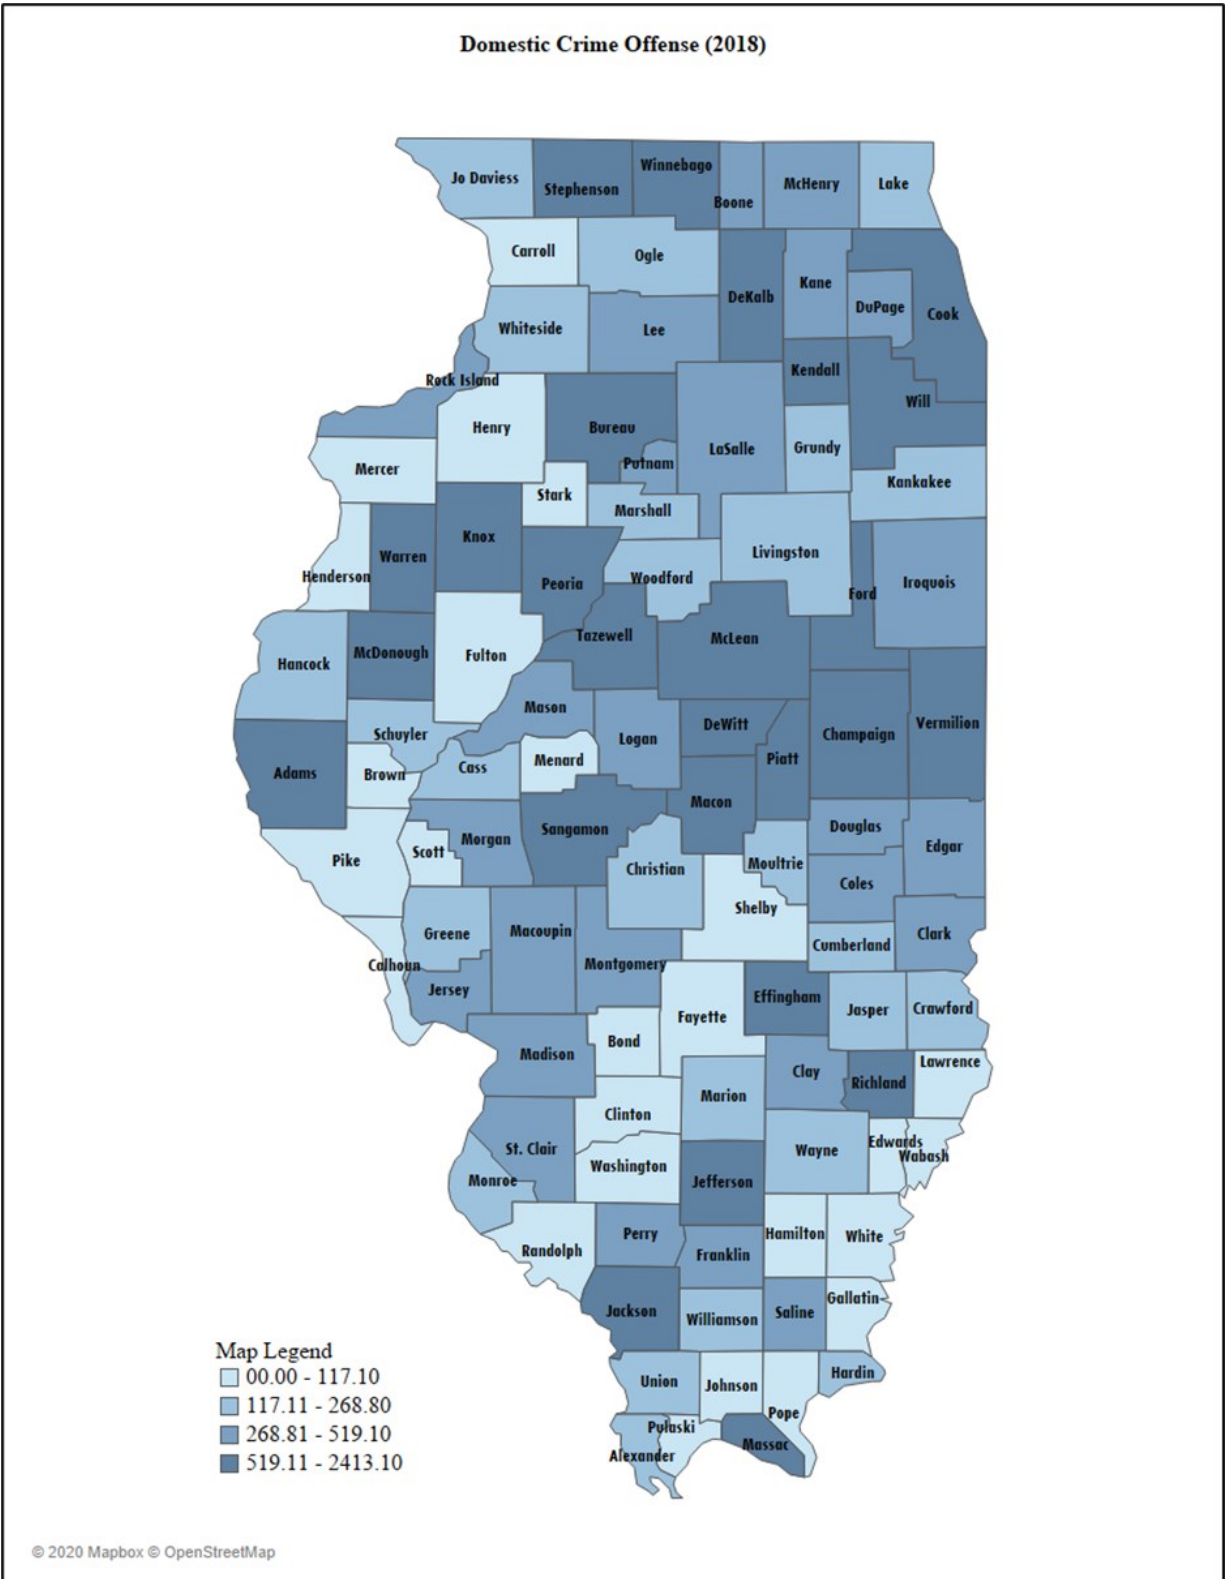 Domestic Crime Offense (2018)
Jo Daviess
Stephenson
Winnebago
Boone
McHenry
Lake
Carroll
Ogle
DeKalb
Kane
DuPage
Cook
Whiteside
Lee
Rock Island
Kendall
Will
Henry
Bureau
LaSalle
Grundy
Mercer
Putnam
Kankakee
Stark
Marshall
Knox
Warren
Henderson
Peoria
Woodford
Livingston
Ford
Iroquois
Hancock
McDonough
Fulton
Tazewell
McLean
Mason
Schuyler
Logan
DeWitt
Piatt
Champaign
Vermilion
Adams
Brown
Cass
Menard
Macon
Pike
Scott
Morgan
Sangamon
Christian
Moultrie
Douglas
Edgar
Coles
Shelby
Greene
Macoupin
Montgomery
Cumberland
Clark
Calhoun
Jersey
Fayette
Effingham
Jasper
Crawford
Madison
Bond
Clay
Richland
Lawrence
Clinton
Marion
St. Clair
Washington
Wayne
Edwards
Wabash
Monroe
Jefferson
Randolph
Perry
Franklin
Hamilton
White
Jackson
Williamson
Saline
Gallatin
Union
Johnson
Pope
Hardin
Pulaski
Alexander
Massac
Map Legend
00.00 - 117.10
117.11 - 268.80
268.81 - 519.10
519.11 - 2413.10
© 2020 Mapbox © OpenStreetMap